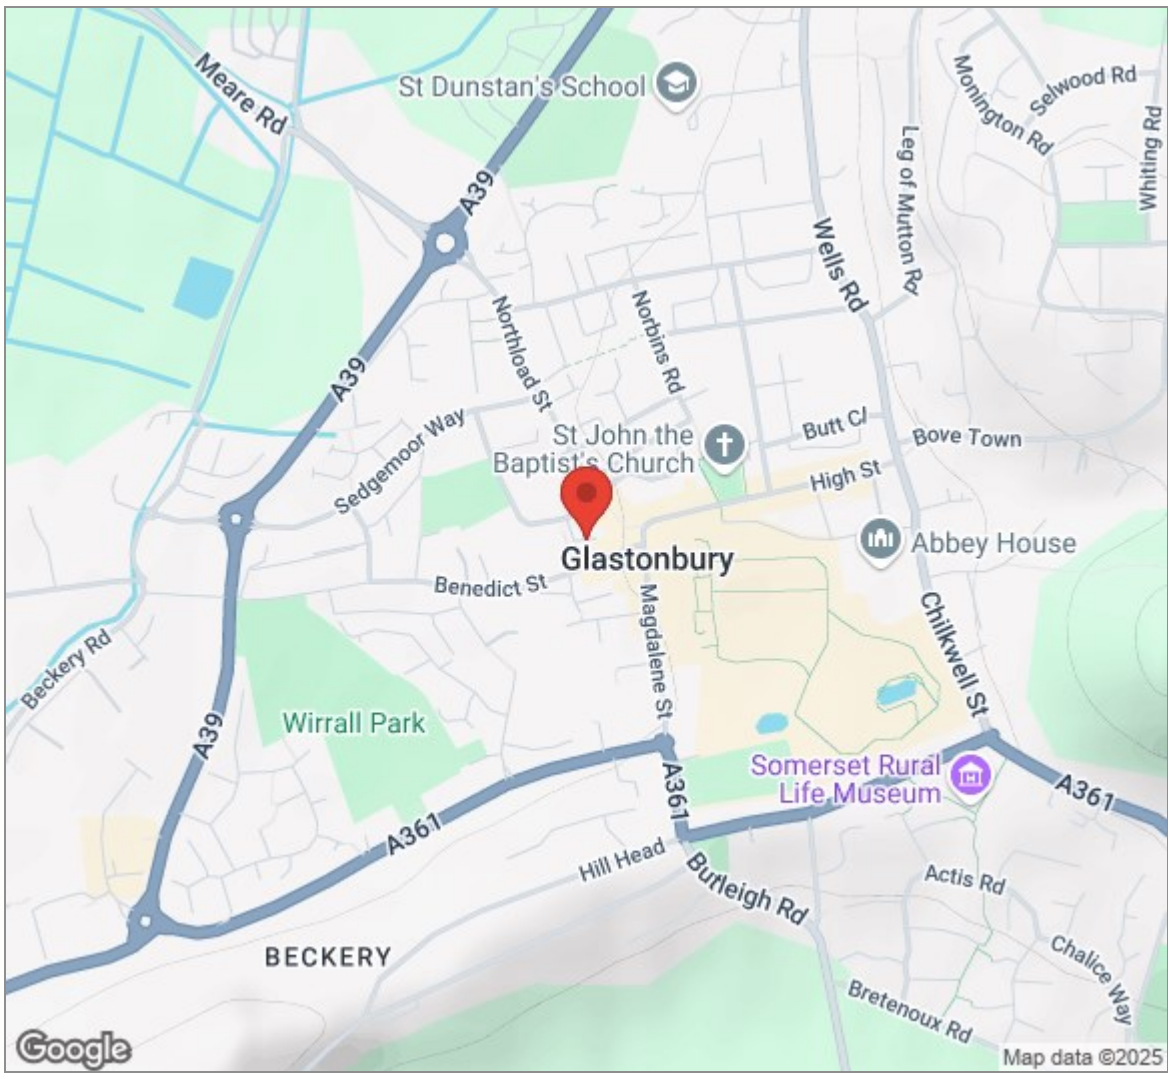 St Dunstan's School
Meare Rd
A39
Selwood Rd
Monington Rd
Whiting Rd
Leg of Mutton Rd
Wells Rd
Northload St
Norbins Rd
A39
Sedgemoor Way
St John the
Baptist's Church
Butt Cl
Bove Town
High St
Abbey House
Glastonbury
Benedict St
Magdalene St
Chilkwell St
Beckery Rd
Wirrall Park
A39
Somerset Rural
Life Museum
A361
A361
A361
Hill Head
Butleigh Rd
Actis Rd
BECKERY
Chalice Way
Bretenoux Rd
Google
Map data ©2025